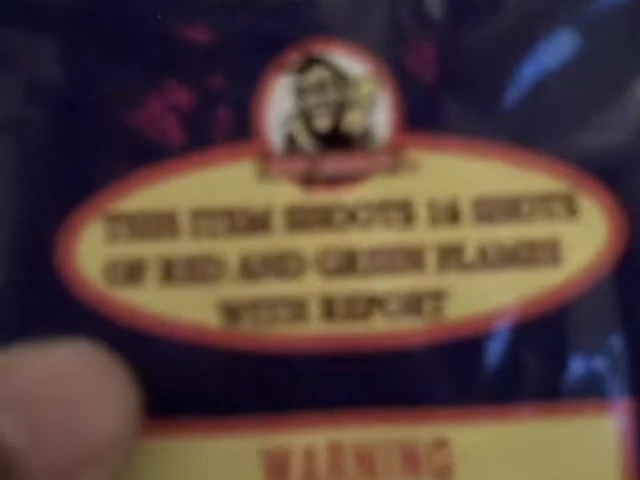 THIS ITEM SHOOTS 16 SHOTS
OF RED AND GREEN FLAMES
WITH REPORT
WARNING